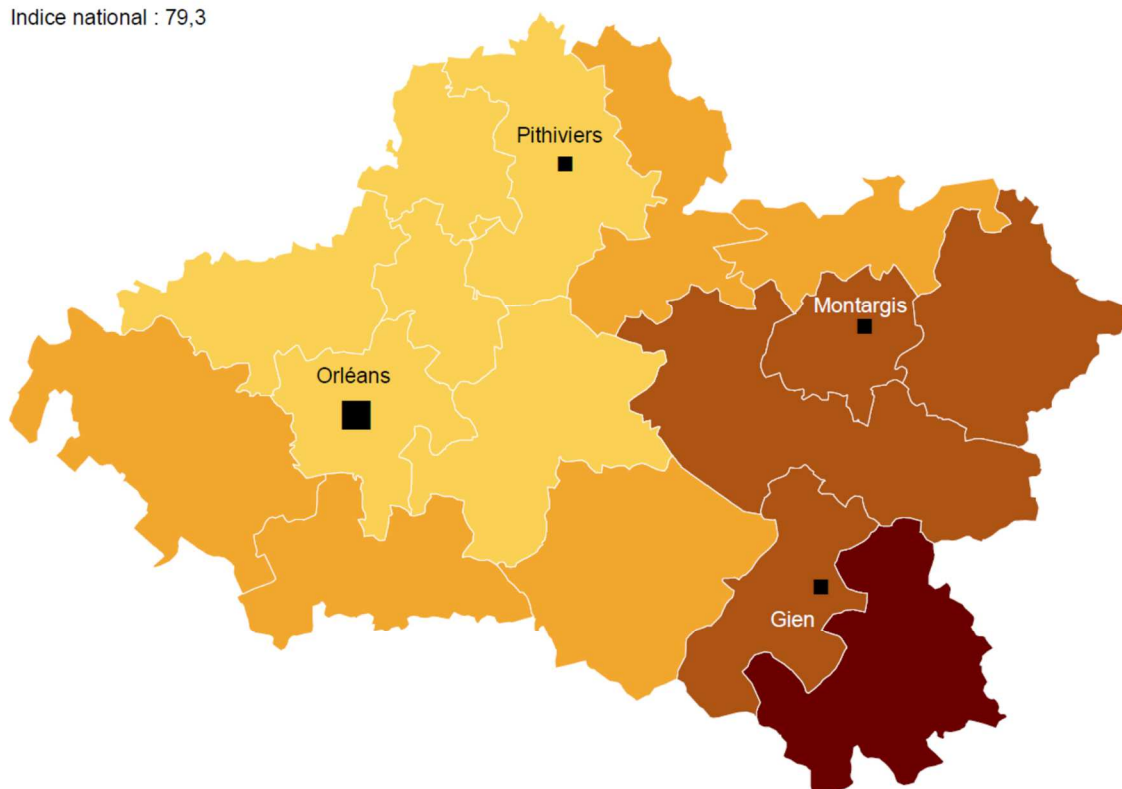 Indice national : 79,3
Pithiviers
Montargis
Orléans
Gien